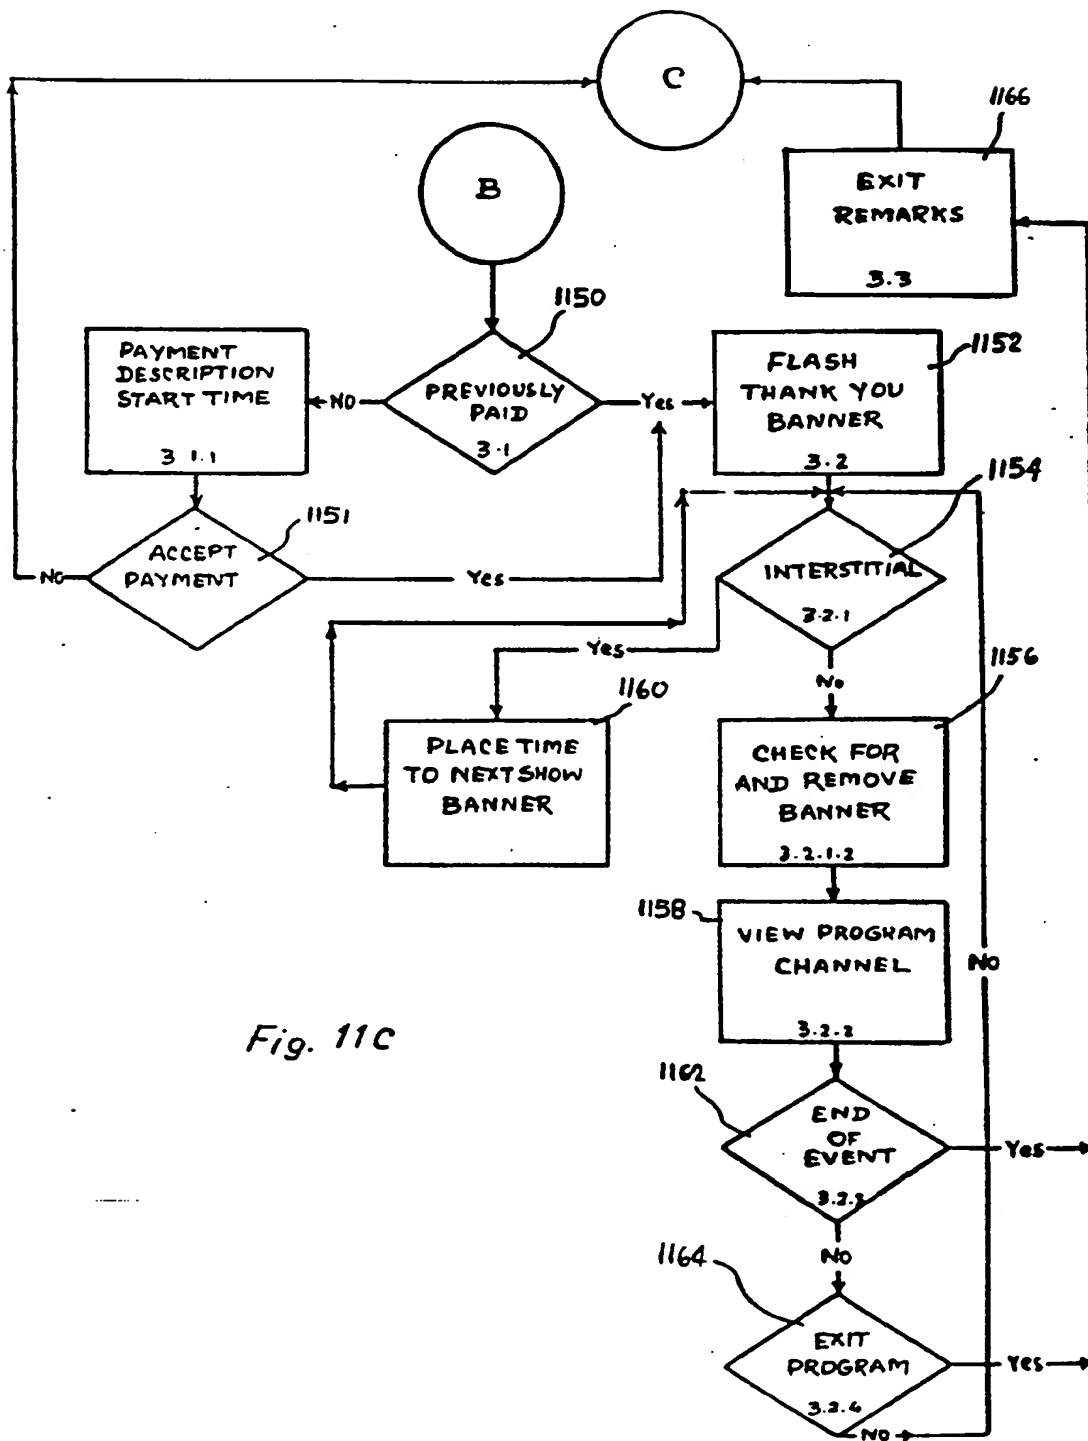 C
1166
EXIT
REMARKS
3.3
B
1150
PREVIOUSLY
PAID
3.1
NO
Yes
PAYMENT
DESCRIPTION
START TIME
3.1.1
1152
FLASH
THANK YOU
BANNER
3.2
1151
ACCEPT
PAYMENT
No
Yes
1154
INTERSTITIAL
3.2.1
Yes
No
1160
PLACE TIME
TO NEXT SHOW
BANNER
1156
CHECK FOR
AND REMOVE
BANNER
3.2.1.2
1158
VIEW PROGRAM
CHANNEL
3.2.2
NO
Fig. 11C
1162
END
OF
EVENT
Yes
NO
1164
EXIT
PROGRAM
3.2.4
Yes
NO